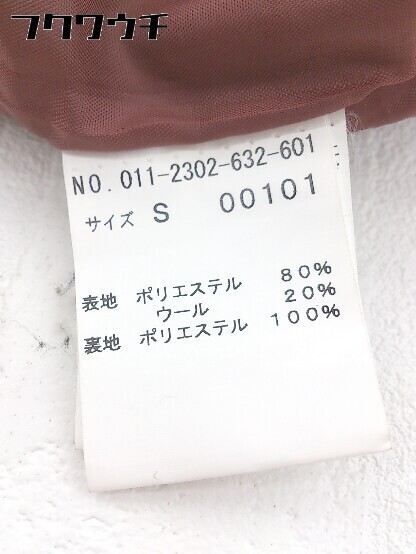 フクワウチ
NO. 011-2302-632-601
サイズ S 00101
表地 ポリエステル 80%
ウール 20%
裏地 ポリエステル 100%